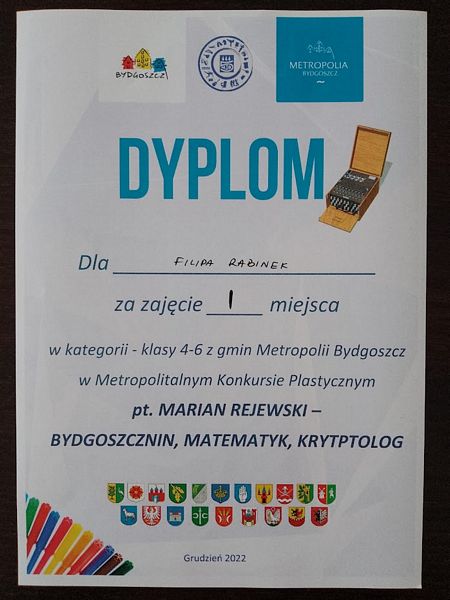 BYDGOSZCZ
METROPOLIA
BYDGOSZCZ
DYPLOM
Dla FILIPA RABINEK
za zajęcie I miejsca
w kategorii - klasy 4-6 z gmin Metropolii Bydgoszcz
w Metropolitalnym Konkursie Plastycznym
pt. MARIAN REJEWSKI –
BYDGOSZCZNIN, MATEMATYK, KRYTPTOLOG
Grudzień 2022